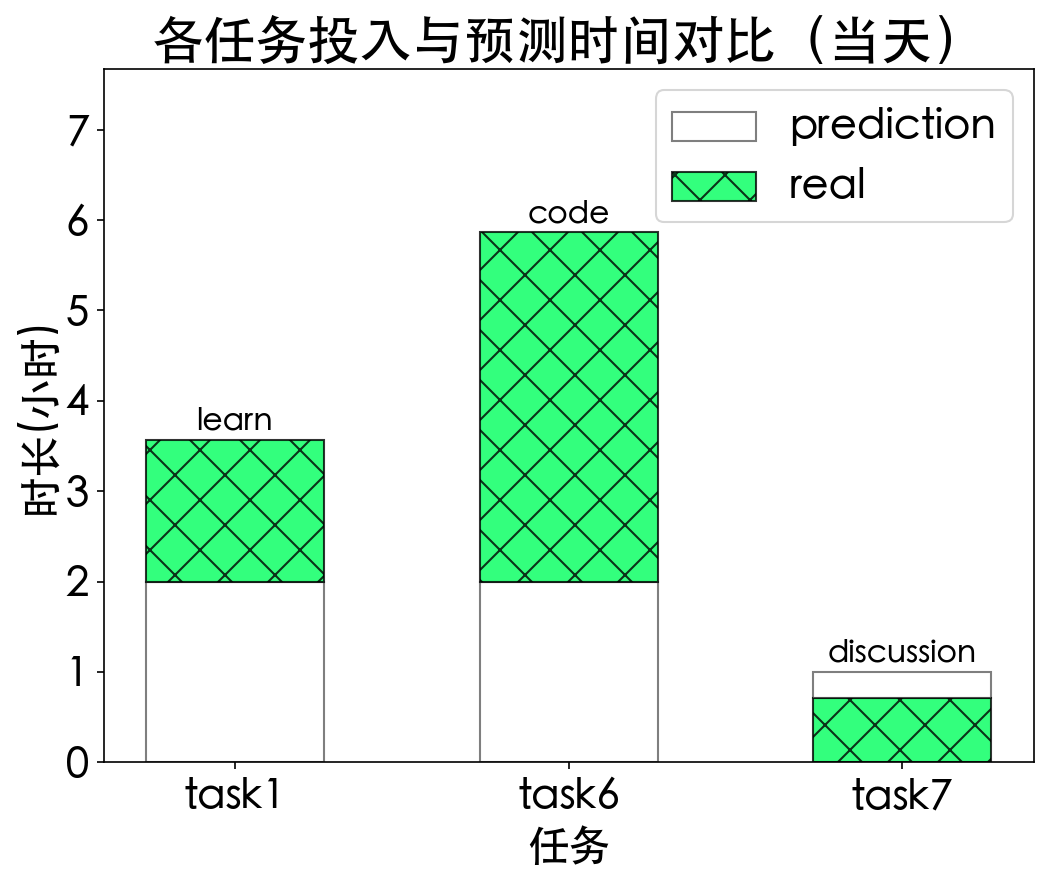 各任务投入与预测时间对比（当天）
prediction
real
时长(小时)
7
6
5
4
3
2
1
0
learn
code
discussion
task1
task6
task7
任务